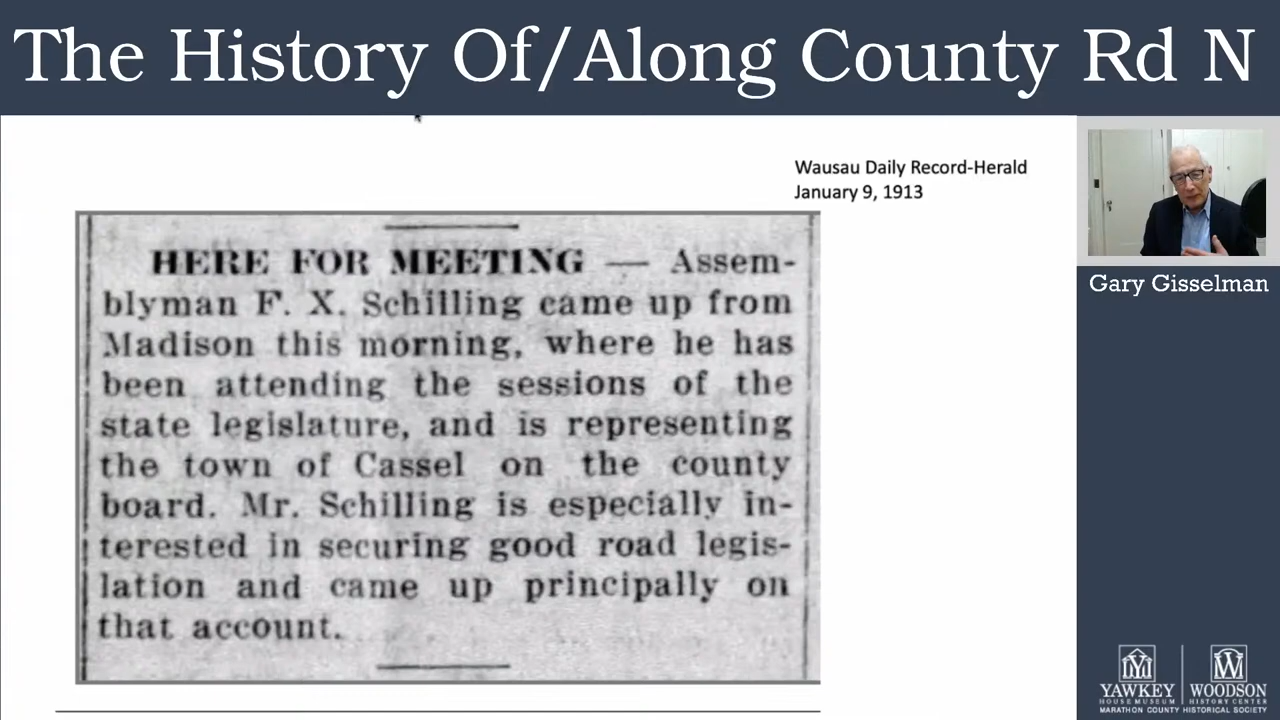 The History Of/Along County Rd N
Wausau Daily Record-Herald
January 9, 1913
HERE FOR MEETING — Assem-
blyman F. X. Schilling came up from
Madison this morning, where he has
been attending the sessions of the
state legislature, and is representing
the town of Cassel on the county
board. Mr. Schilling is especially in-
terested in securing good road legis-
lation and came up principally on
that account.
Gary Gisselman
YAWKEY
HOUSE MUSEUM
WOODSON
HISTORY CENTER
MARATHON COUNTY HISTORICAL SOCIETY